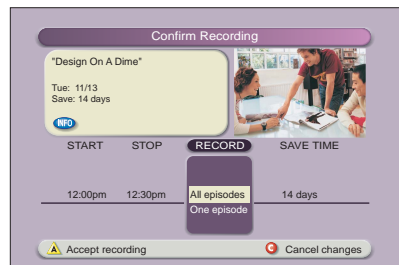 Confirm Recording
"Design On A Dime"
Tue: 11/13
Save: 14 days
INFO
START STOP RECORD SAVE TIME
12:00pm 12:30pm All episodes 14 days
One episode
A Accept recording C Cancel changes